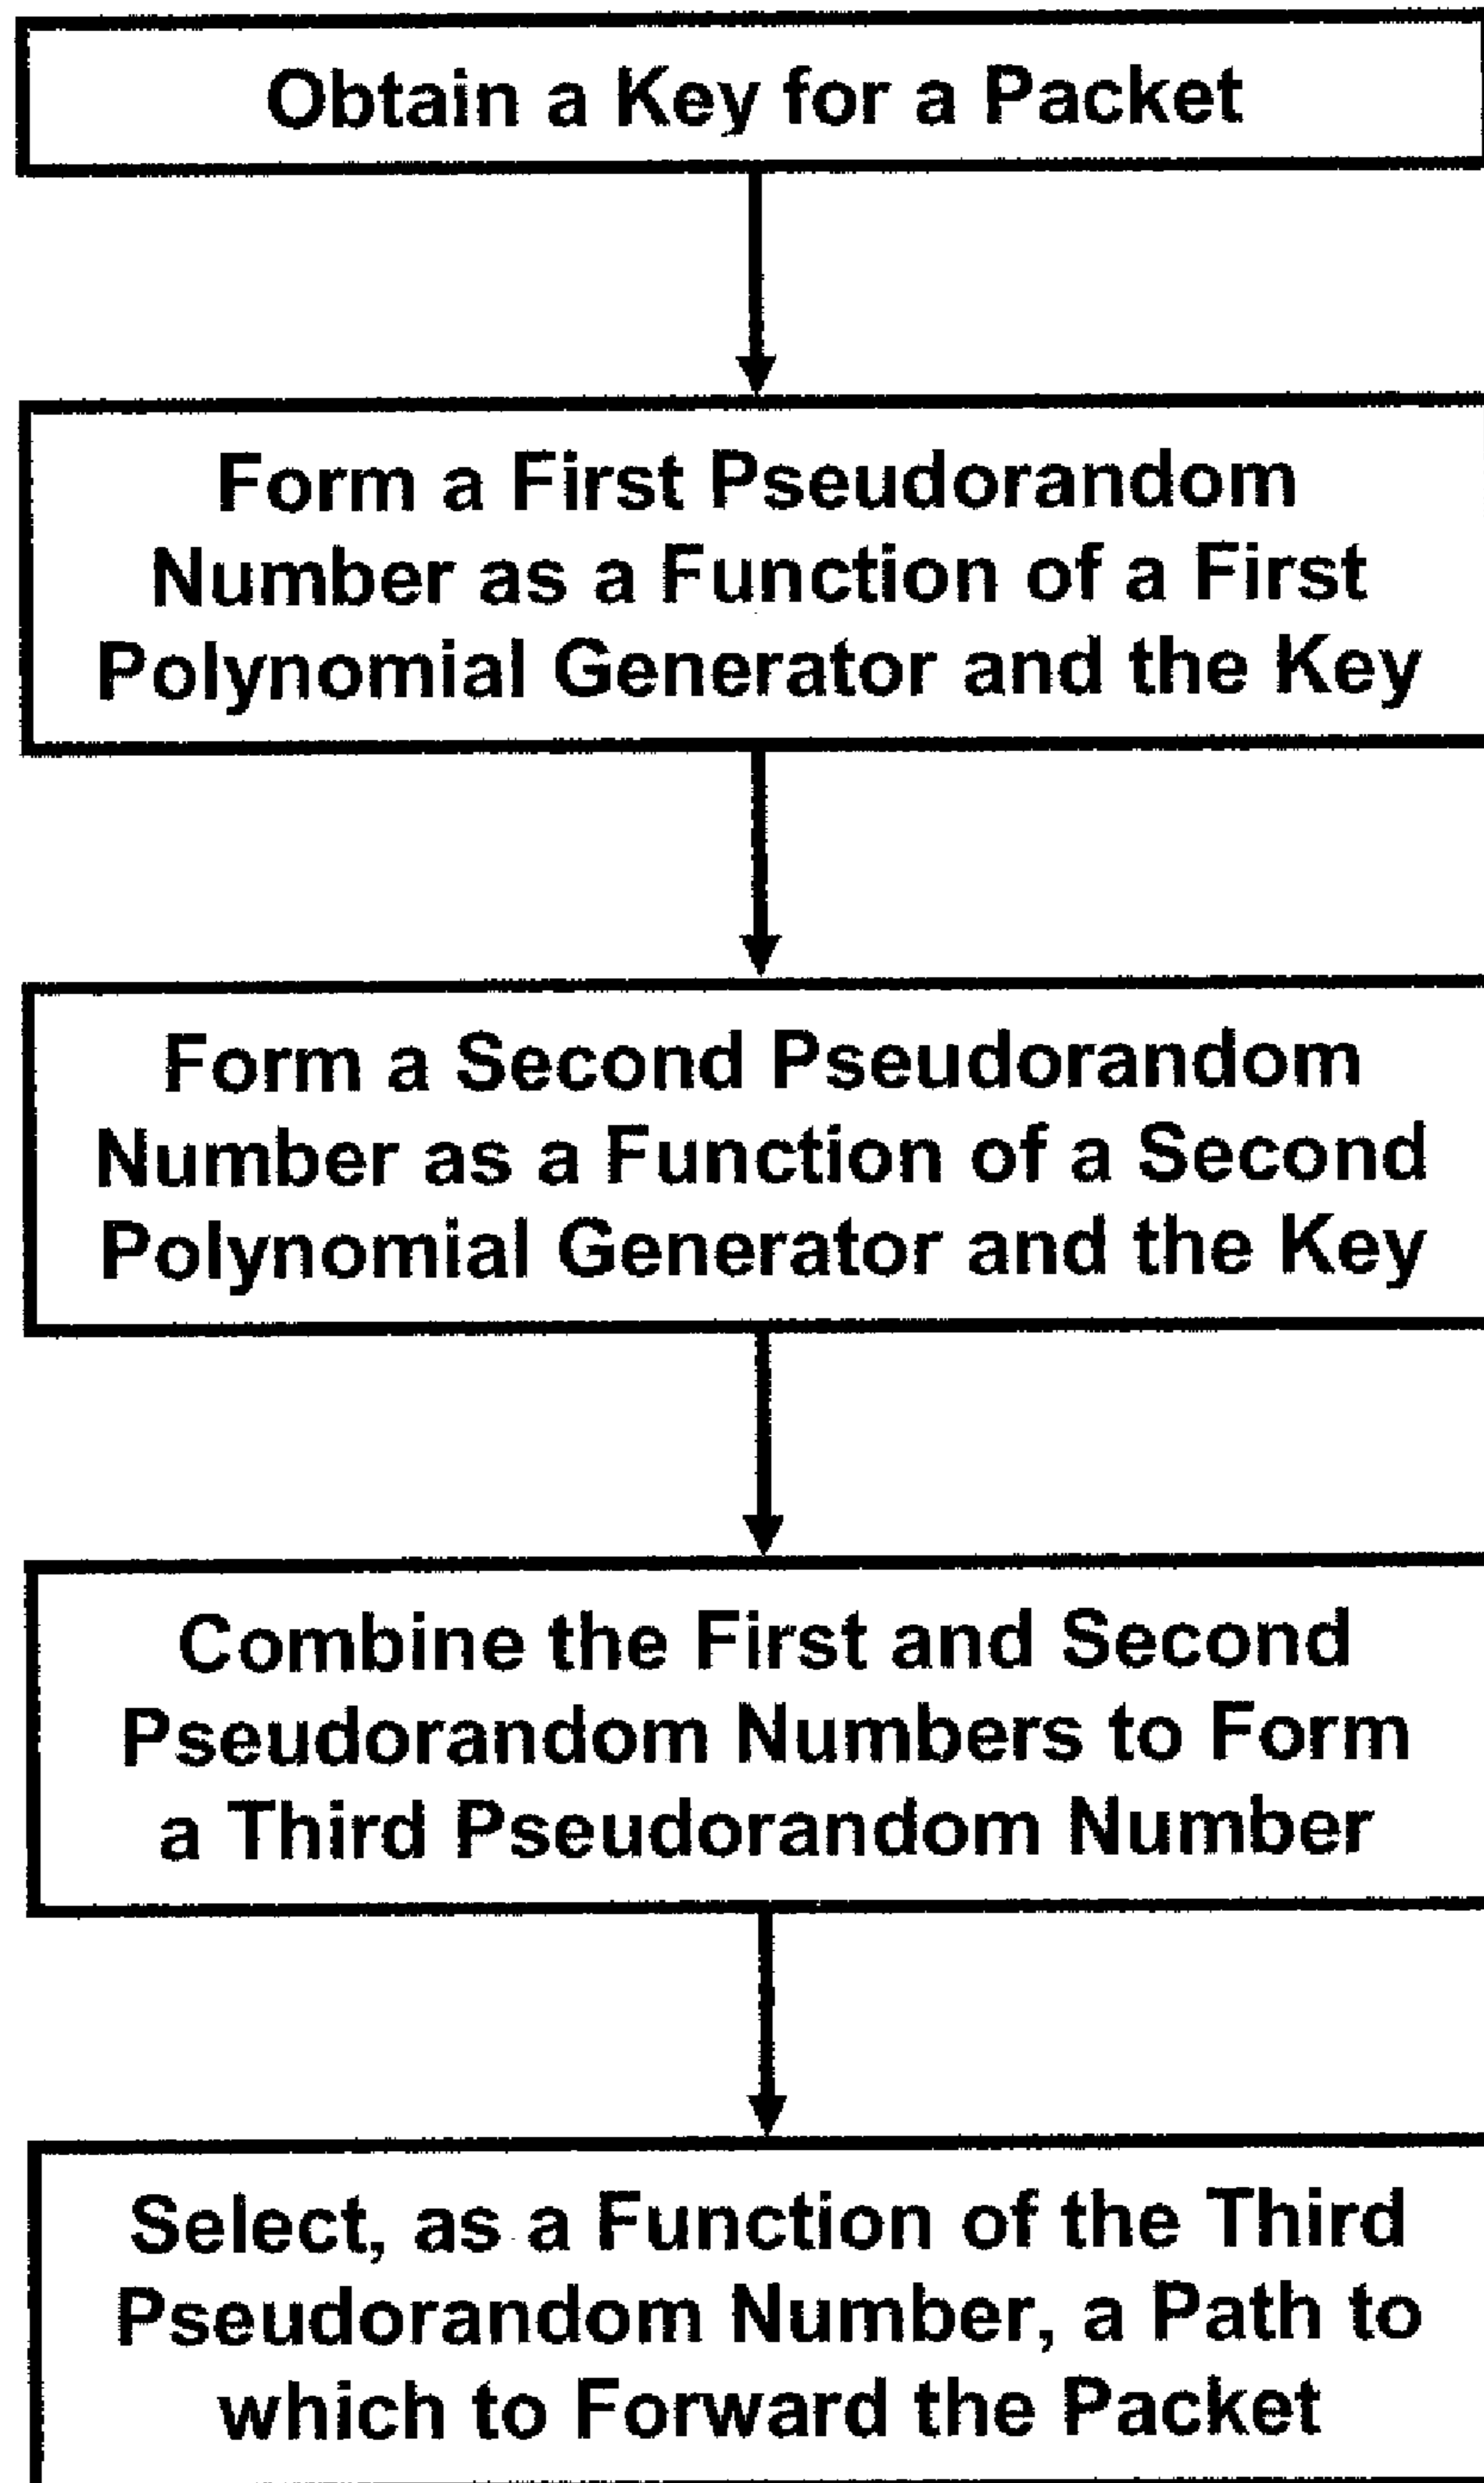 Obtain a Key for a Packet
Form a First Pseudorandom
Number as a Function of a First
Polynomial Generator and the Key
Form a Second Pseudorandom
Number as a Function of a Second
Polynomial Generator and the Key
Combine the First and Second
Pseudorandom Numbers to Form
a Third Pseudorandom Number
Select, as a Function of the Third
Pseudorandom Number, a Path to
which to Forward the Packet